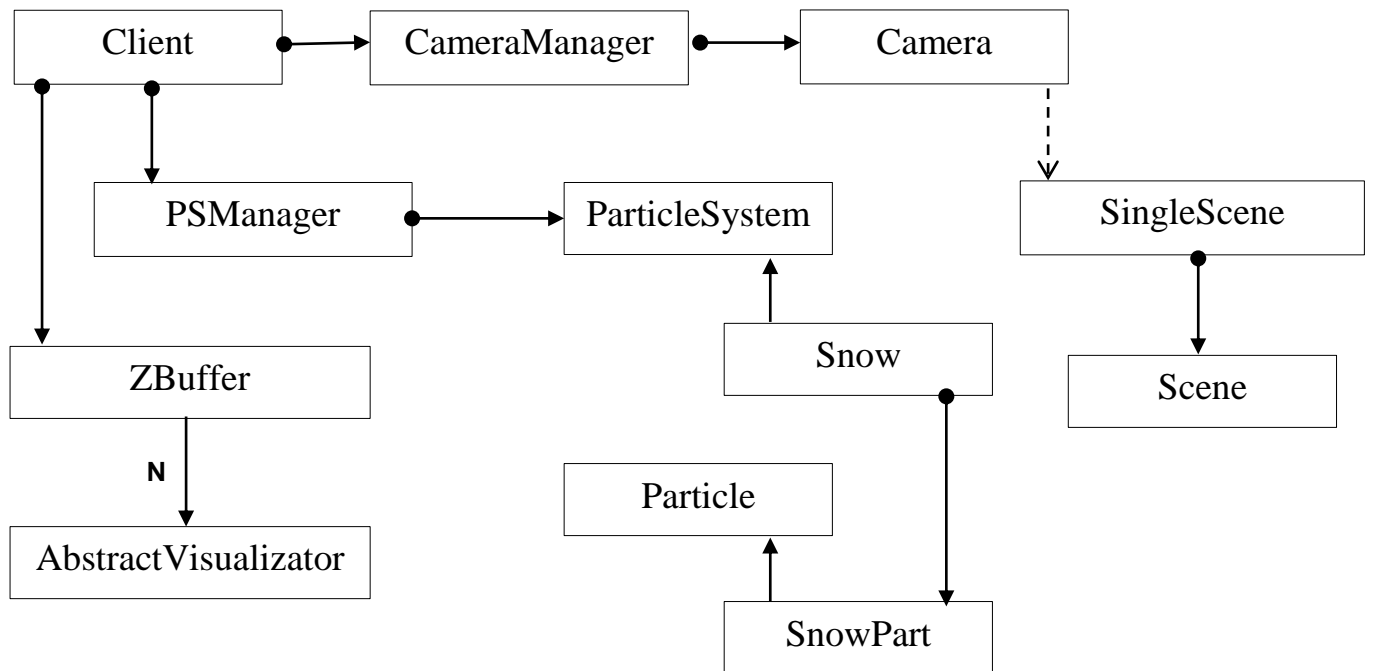 Client
CameraManager
Camera
PSManager
ParticleSystem
SingleScene
ZBuffer
Snow
Scene
N
Particle
AbstractVisualizator
SnowPart